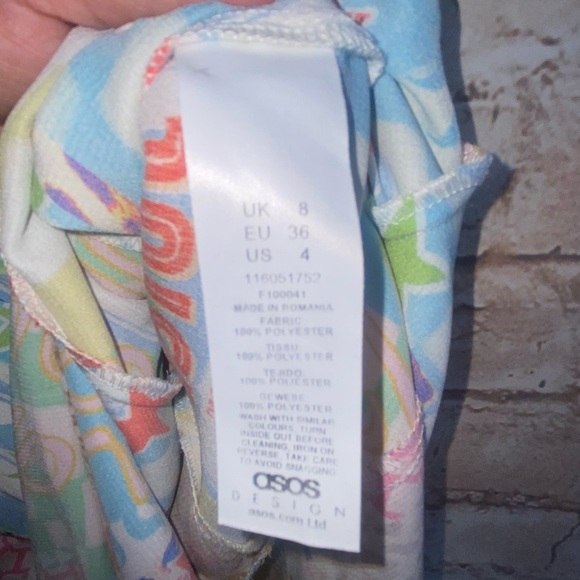 UK 8
EU 36
US 4
116051752
F100041
MADE IN ROMANIA
FABRIC
100% POLYESTER
TISSU
100% POLYESTER
TEJIDO
100% POLIESTER
GEWEBE
100% POLYESTER
WASH WITH SIMILAR
COLOURS, TURN
INSIDE OUT BEFORE
CLEANING, IRON ON
REVERSE, TAKE CARE
TO AVOID SNAGGING
asos
DESIGN
asos.com Ltd